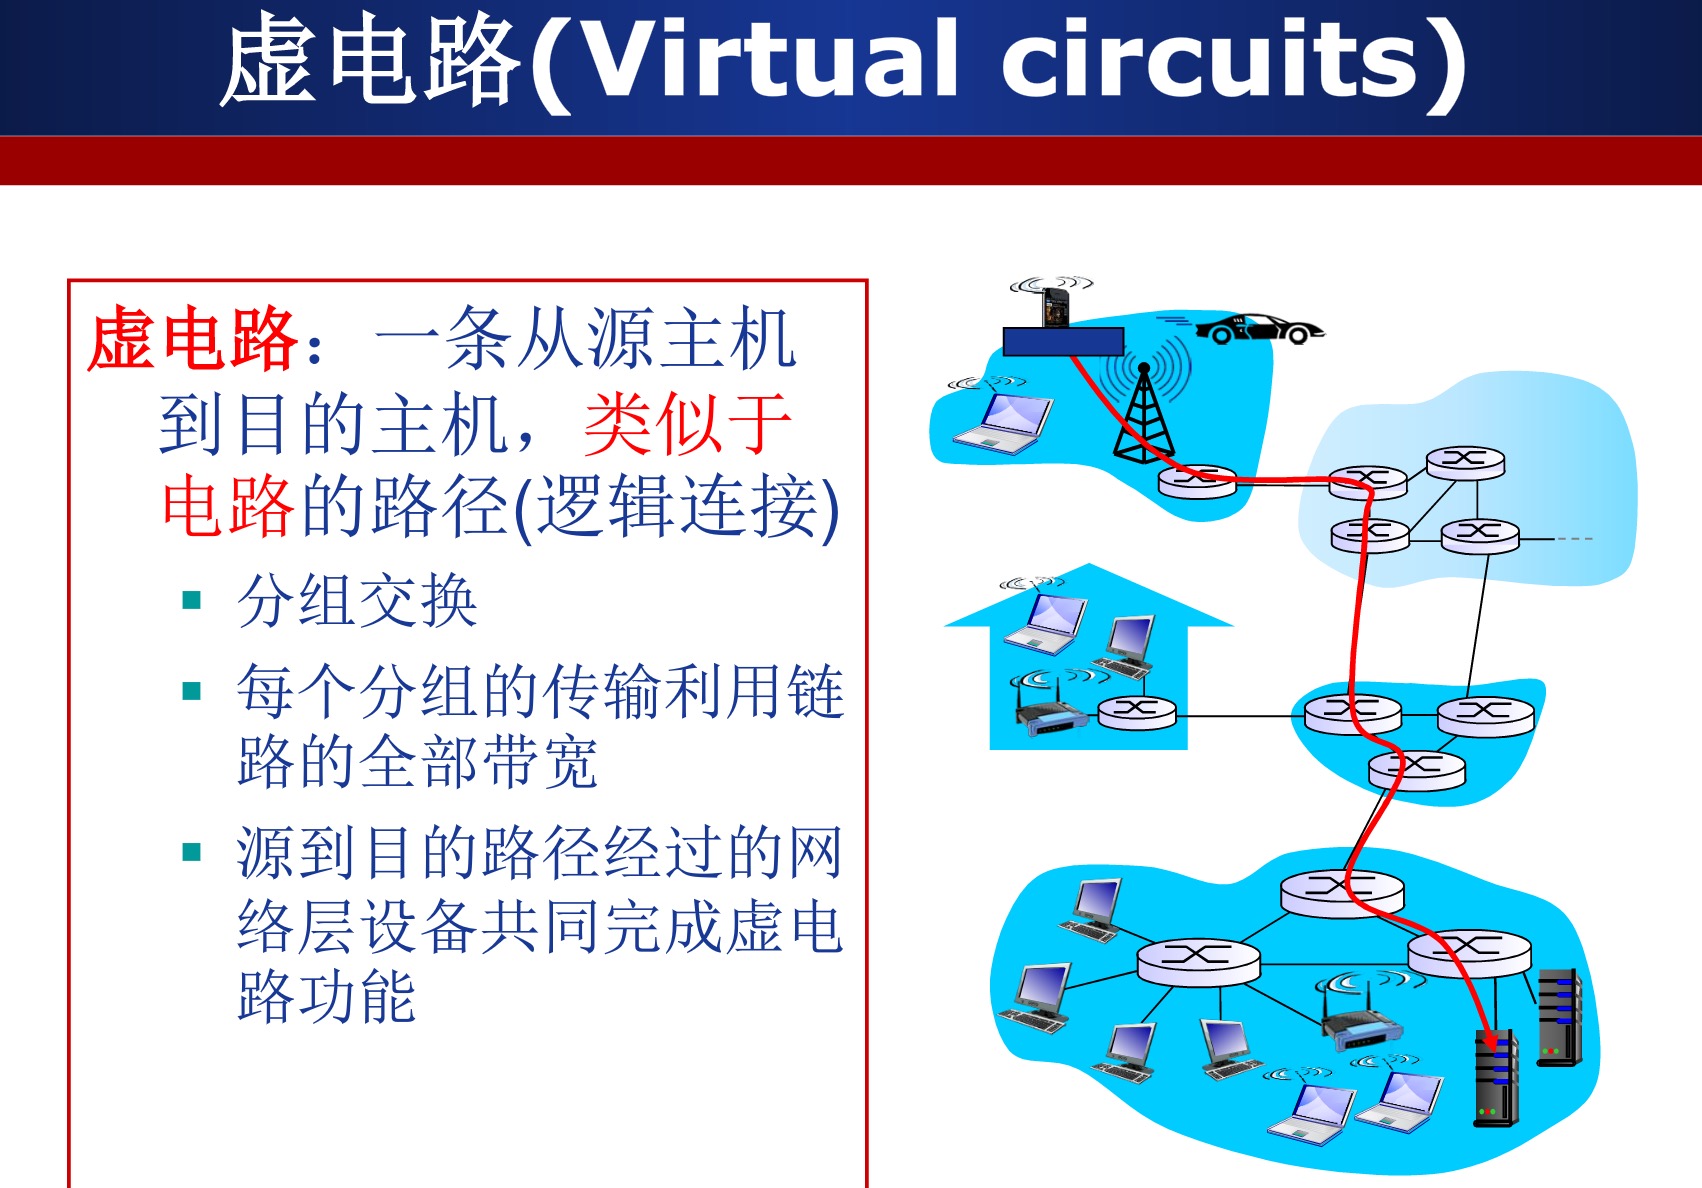 虚电路(Virtual circuits)
虚电路：一条从源主机
到目的主机，类似于
电路的路径(逻辑连接)
▪ 分组交换
▪ 每个分组的传输利用链
路的全部带宽
▪ 源到目的路径经过的网
络层设备共同完成虚电
路功能